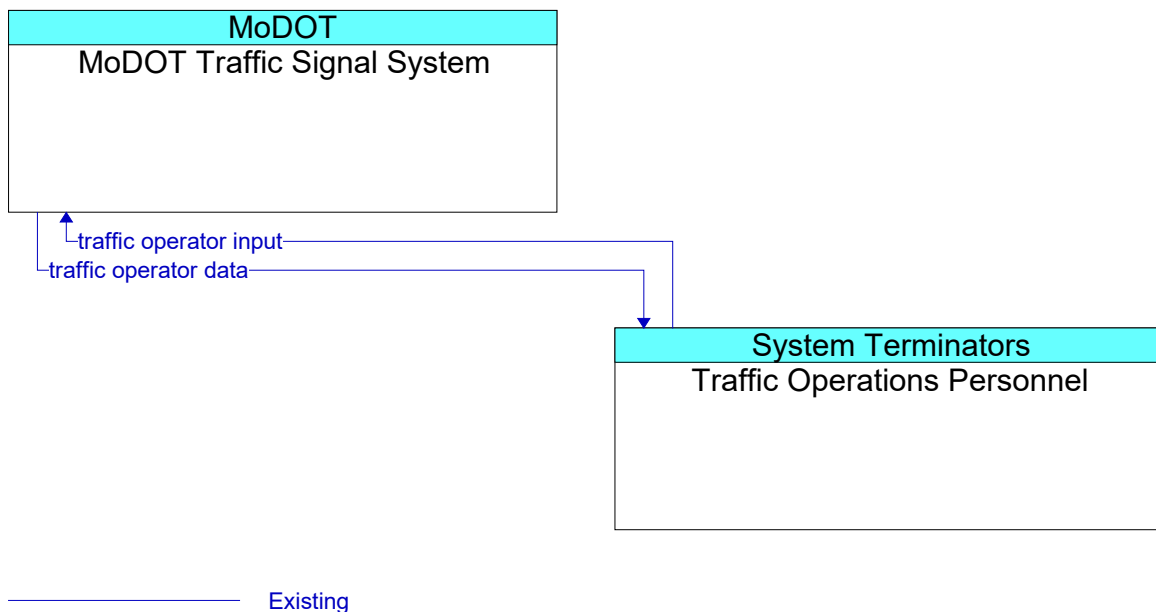 MoDOT
MoDOT Traffic Signal System
traffic operator input
traffic operator data
System Terminators
Traffic Operations Personnel
Existing